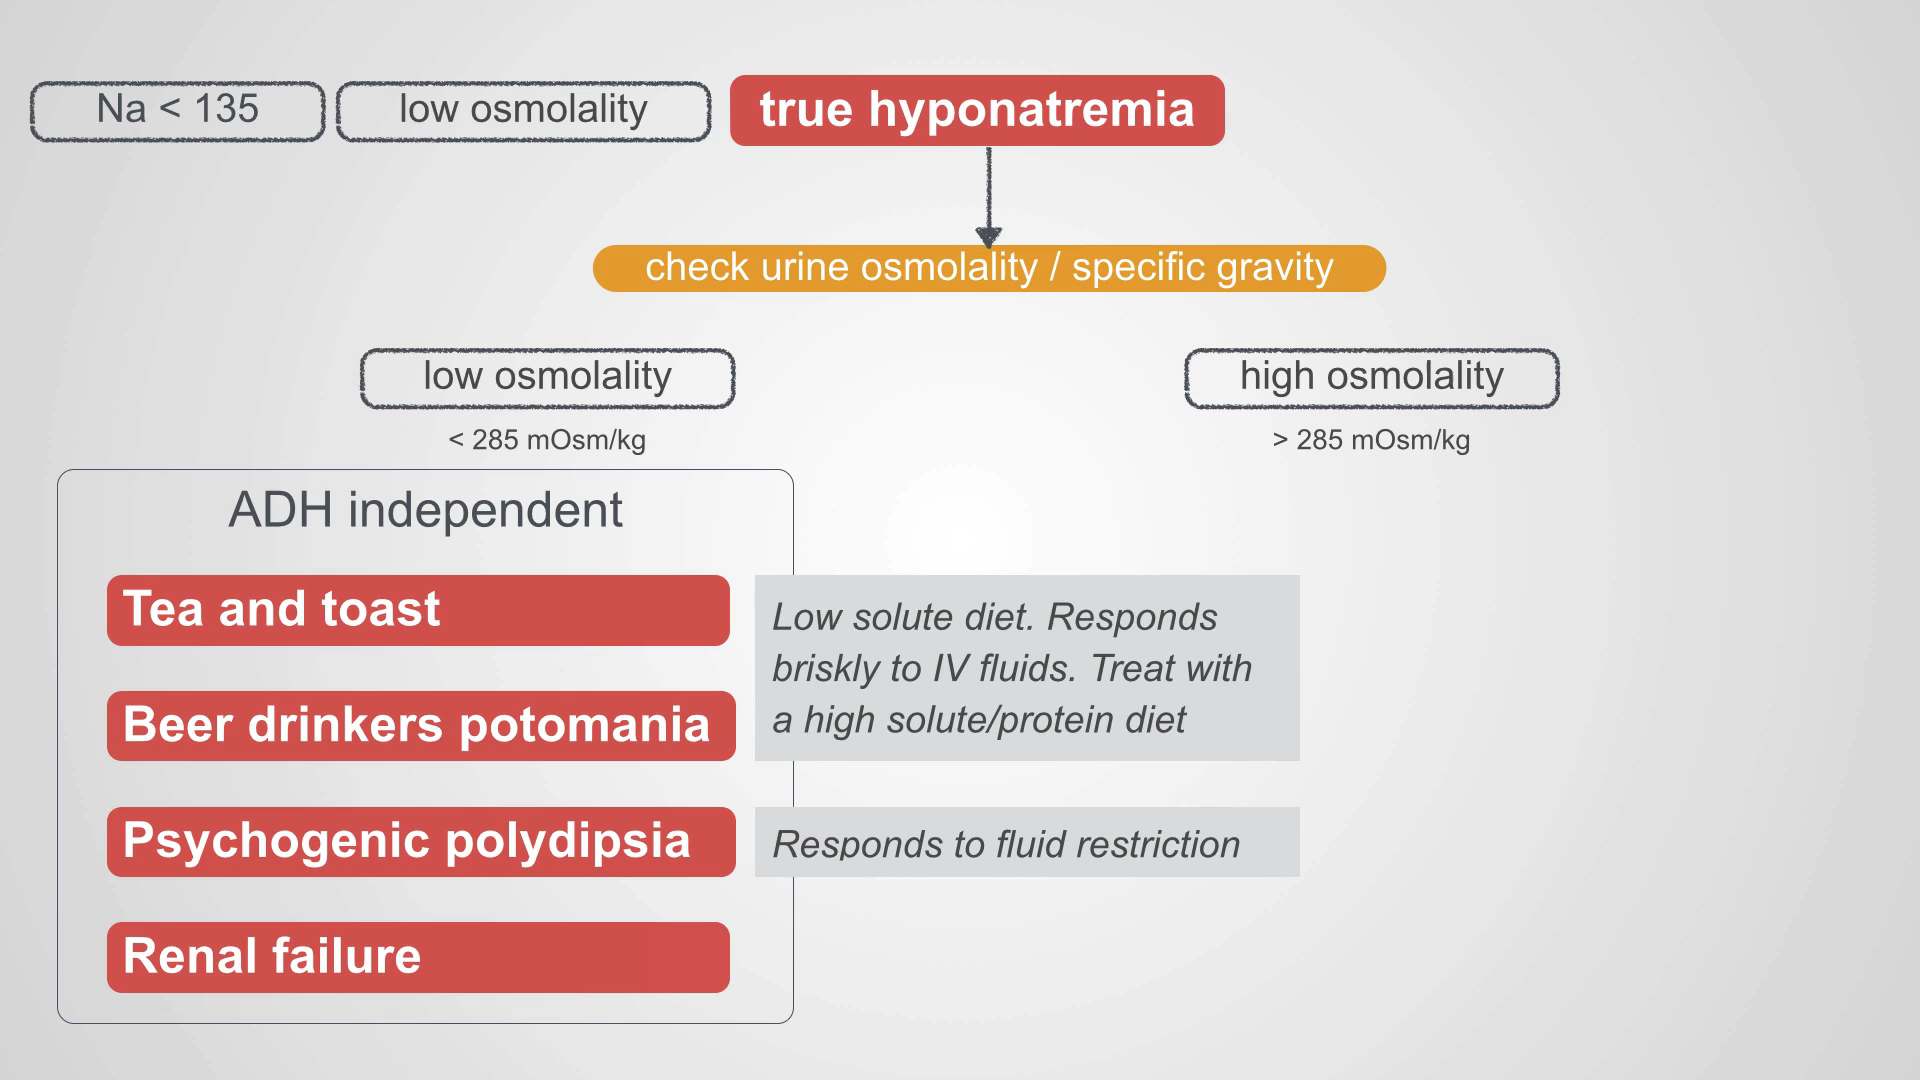 Na < 135
low osmolality
true hyponatremia
check urine osmolality / specific gravity
low osmolality
high osmolality
< 285 mOsm/kg
> 285 mOsm/kg
ADH independent
Tea and toast
Low solute diet. Responds
briskly to IV fluids. Treat with
a high solute/protein diet
Beer drinkers potomania
Psychogenic polydipsia
Responds to fluid restriction
Renal failure